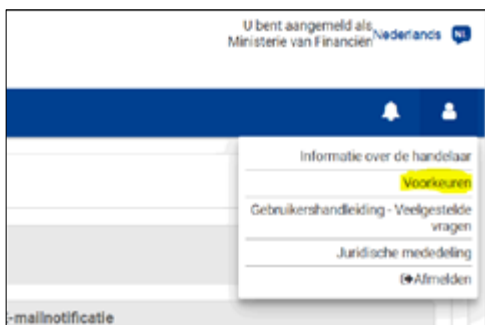 U bent aangemeld als
Ministerie van Financiën
Nederlands NL
Informatie over de handelaar
Voorkeuren
Gebruikershandleiding - Veelgestelde
vragen
Juridische mededeling
Afmelden
-mailnotificatie